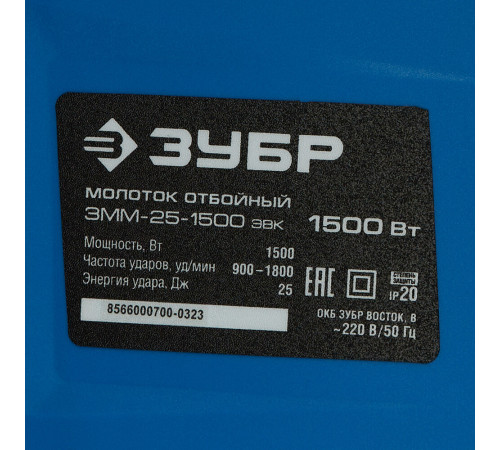 ЗУБР
МОЛОТОК ОТБОЙНЫЙ
ЗММ-25-1500 ЭВК 1500 Вт
Мощность, Вт 1500
Частота ударов, уд/мин 900-1800
Энергия удара, Дж 25
EAC
СТЕПЕНЬ
ЗАЩИТЫ
IP20
8566000700-0323
ОКБ ЗУБР ВОСТОК, В
~220 В/50 Гц